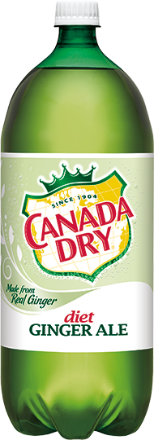 SINCE 1904
CANADA
DRY
Made from
Real Ginger
diet
GINGER ALE